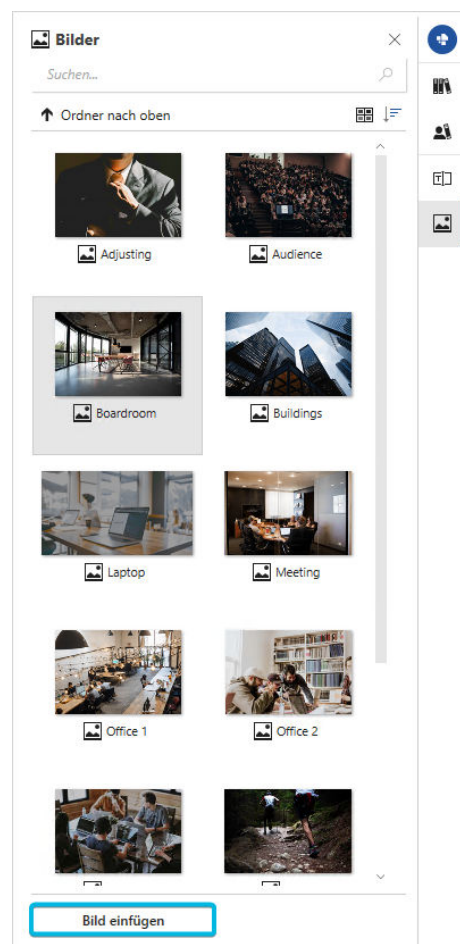 Bilder
Suchen...
Ordner nach oben
Adjusting
Audience
Boardroom
Buildings
Laptop
Meeting
Office 1
Office 2
Bild einfügen